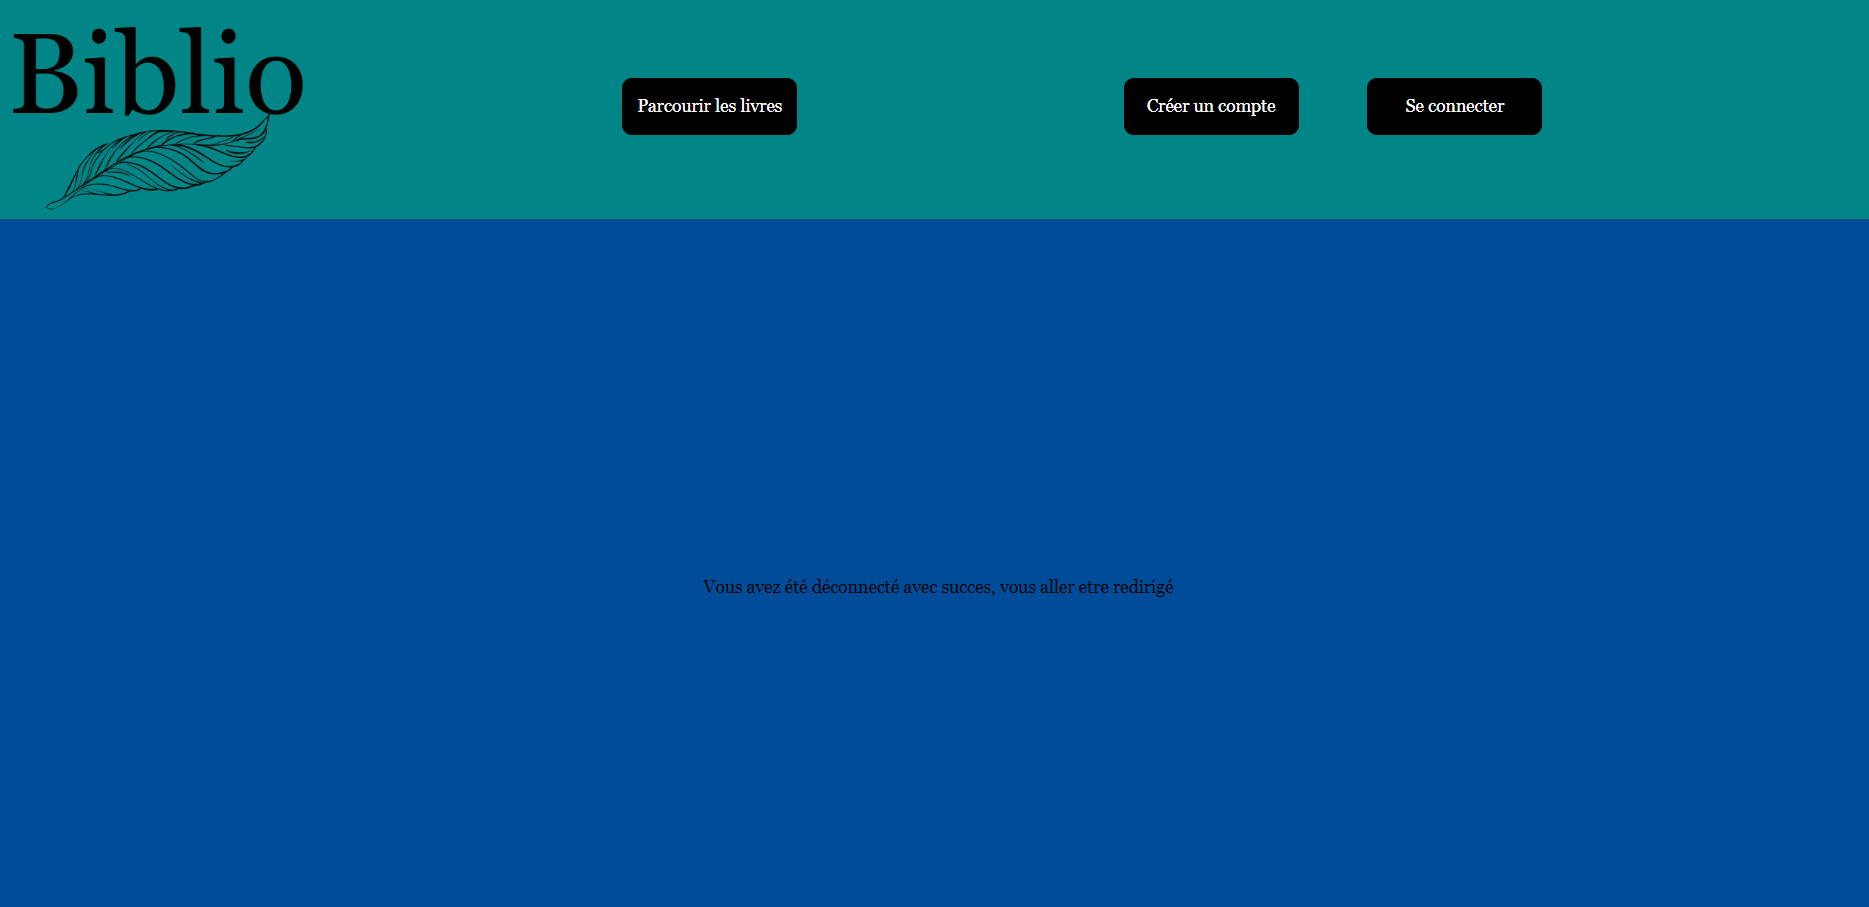 Biblio
Parcourir les livres
Créer un compte
Se connecter
Vous avez été déconnecté avec succes, vous aller etre redirigé